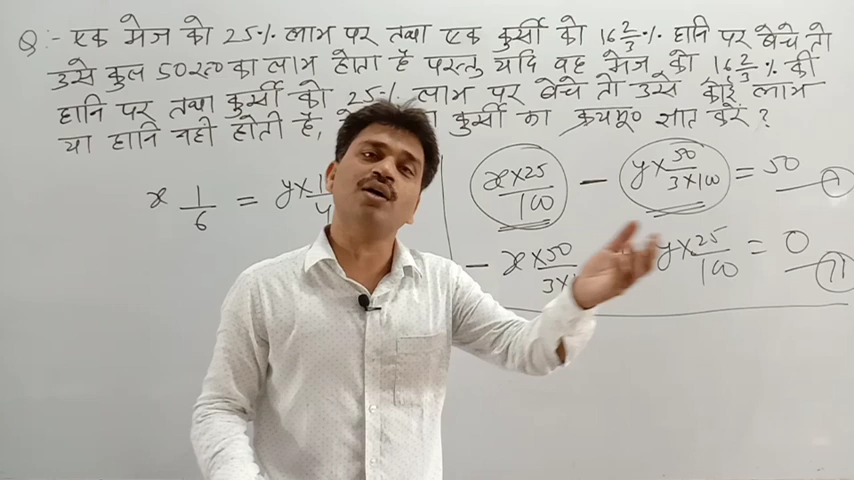 Q:- एक मेज को 25% लाभ पर तथा एक कुर्सी को 16 2/3 % हानि पर बेचे तो
उसे कुल 50 रु० का लाभ होता है परन्तु यदि वह मेज को 16 2/3 % की
हानि पर तथा कुर्सी को 25% लाभ पर बेचे तो उसे कोई लाभ
या हानि नहीं होती है, कुर्सी का क्रयमू० ज्ञात करें ?
x 1/6 = y×1/4
x×25/100 - y×50/3×100 = 50 - I
- x×50/3×1 y×25/100 = 0 - II